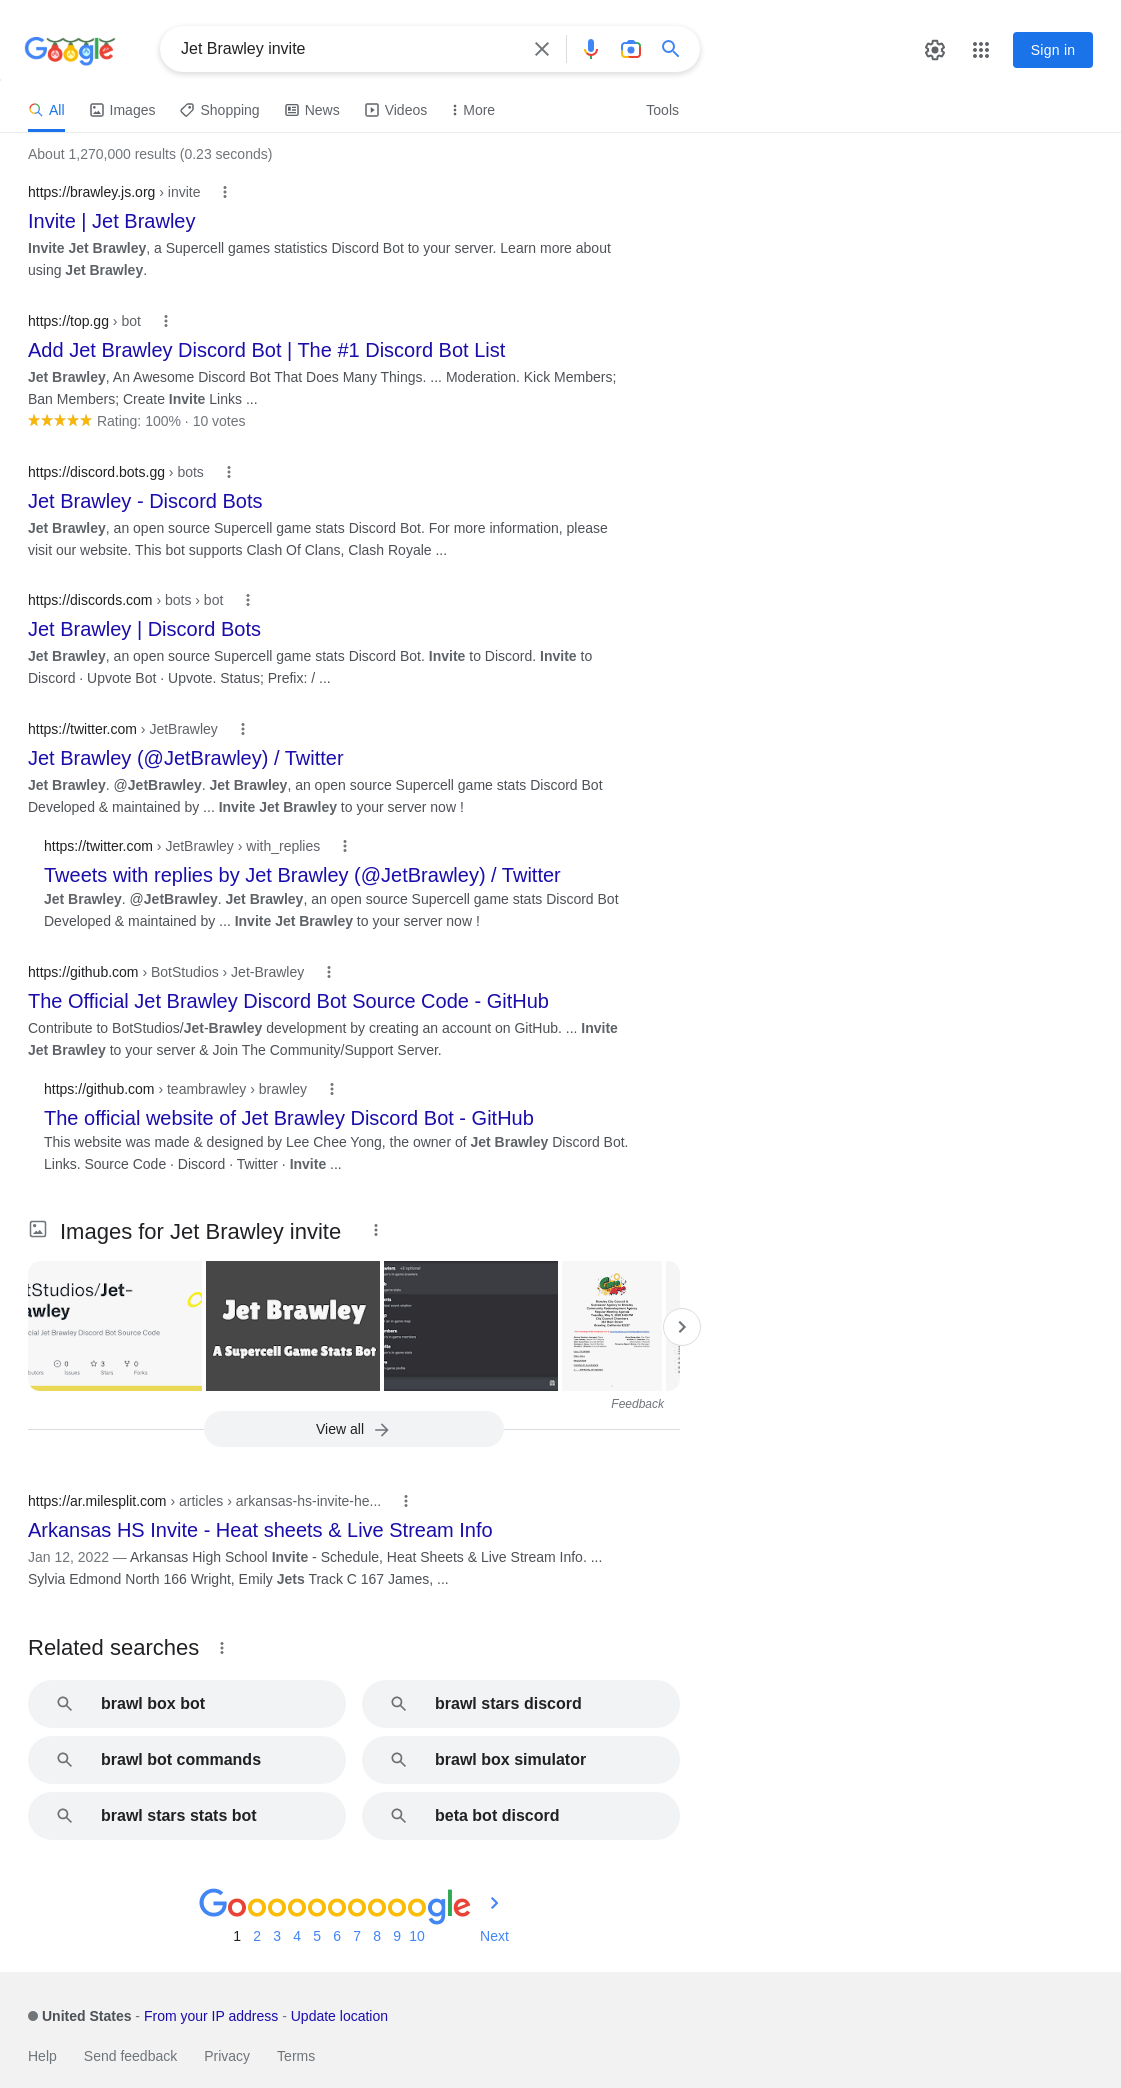 Google
Jet Brawley invite
Sign in
All Images Shopping News Videos More Tools
About 1,270,000 results (0.23 seconds)
https://brawley.js.org › invite
Invite | Jet Brawley
Invite Jet Brawley, a Supercell games statistics Discord Bot to your server. Learn more about
using Jet Brawley.
https://top.gg › bot
Add Jet Brawley Discord Bot | The #1 Discord Bot List
Jet Brawley, An Awesome Discord Bot That Does Many Things. ... Moderation. Kick Members;
Ban Members; Create Invite Links ...
Rating: 100% · 10 votes
https://discord.bots.gg › bots
Jet Brawley - Discord Bots
Jet Brawley, an open source Supercell game stats Discord Bot. For more information, please
visit our website. This bot supports Clash Of Clans, Clash Royale ...
https://discords.com › bots › bot
Jet Brawley | Discord Bots
Jet Brawley, an open source Supercell game stats Discord Bot. Invite to Discord. Invite to
Discord · Upvote Bot · Upvote. Status; Prefix: / ...
https://twitter.com › JetBrawley
Jet Brawley (@JetBrawley) / Twitter
Jet Brawley. @JetBrawley. Jet Brawley, an open source Supercell game stats Discord Bot
Developed & maintained by ... Invite Jet Brawley to your server now !
https://twitter.com › JetBrawley › with_replies
Tweets with replies by Jet Brawley (@JetBrawley) / Twitter
Jet Brawley. @JetBrawley. Jet Brawley, an open source Supercell game stats Discord Bot
Developed & maintained by ... Invite Jet Brawley to your server now !
https://github.com › BotStudios › Jet-Brawley
The Official Jet Brawley Discord Bot Source Code - GitHub
Contribute to BotStudios/Jet-Brawley development by creating an account on GitHub. ... Invite
Jet Brawley to your server & Join The Community/Support Server.
https://github.com › teambrawley › brawley
The official website of Jet Brawley Discord Bot - GitHub
This website was made & designed by Lee Chee Yong, the owner of Jet Brawley Discord Bot.
Links. Source Code · Discord · Twitter · Invite ...
Images for Jet Brawley invite
tStudios/Jet-
awley
cial Jet Brawley Discord Bot Source Code
0 3 0
butors Issues Stars Forks
Jet Brawley
A Supercell Game Stats Bot
Feedback
View all
https://ar.milesplit.com › articles › arkansas-hs-invite-he...
Arkansas HS Invite - Heat sheets & Live Stream Info
Jan 12, 2022 — Arkansas High School Invite - Schedule, Heat Sheets & Live Stream Info. ...
Sylvia Edmond North 166 Wright, Emily Jets Track C 167 James, ...
Related searches
brawl box bot
brawl stars discord
brawl bot commands
brawl box simulator
brawl stars stats bot
beta bot discord
Goooooooooogle
1 2 3 4 5 6 7 8 9 10 Next
United States - From your IP address - Update location
Help Send feedback Privacy Terms